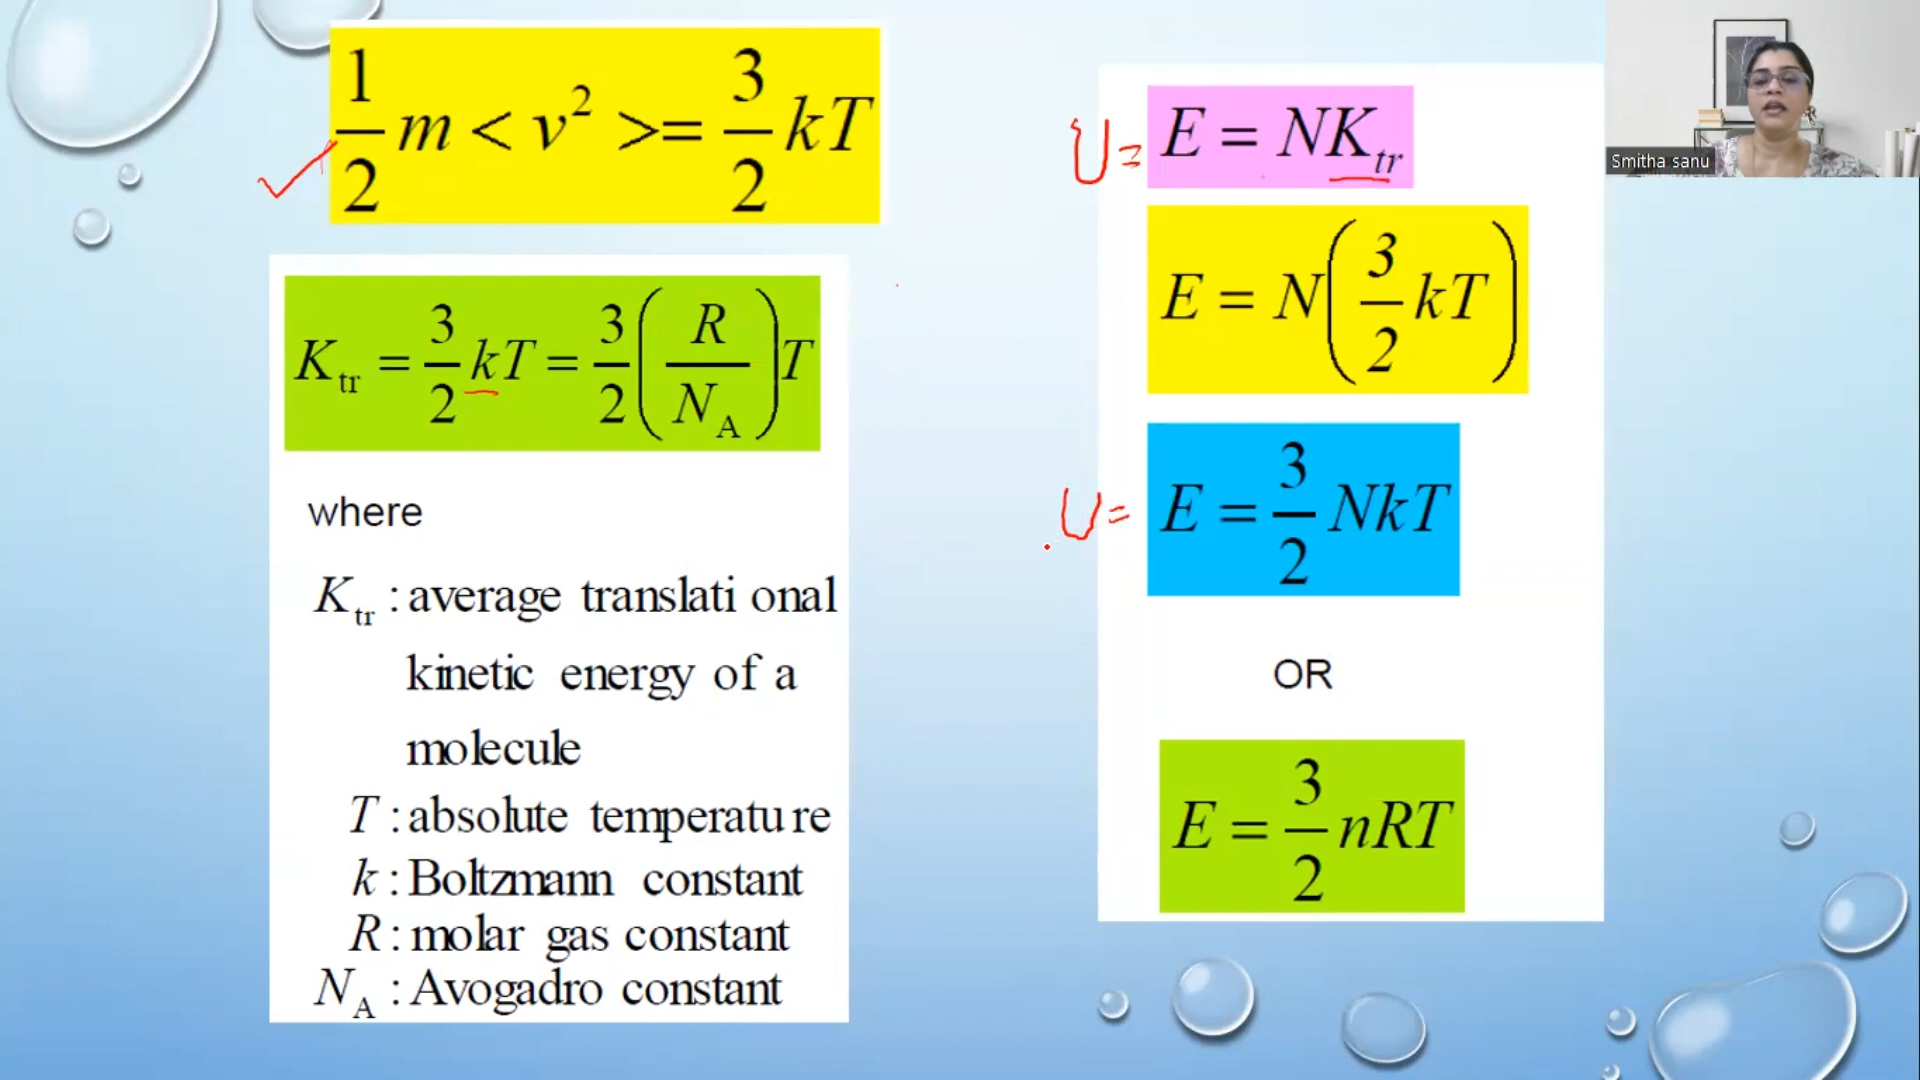 1/2 m < v² >= 3/2 kT
K_tr = 3/2 kT = 3/2 (R/N_A) T
where
K_tr : average translati onal
kinetic energy of a
molecule
T : absolute temperatu re
k : Boltzmann constant
R : molar gas constant
N_A : Avogadro constant
U = E = NK_tr
E = N(3/2 kT)
U = E = 3/2 NkT
OR
E = 3/2 nRT
Smitha sanu